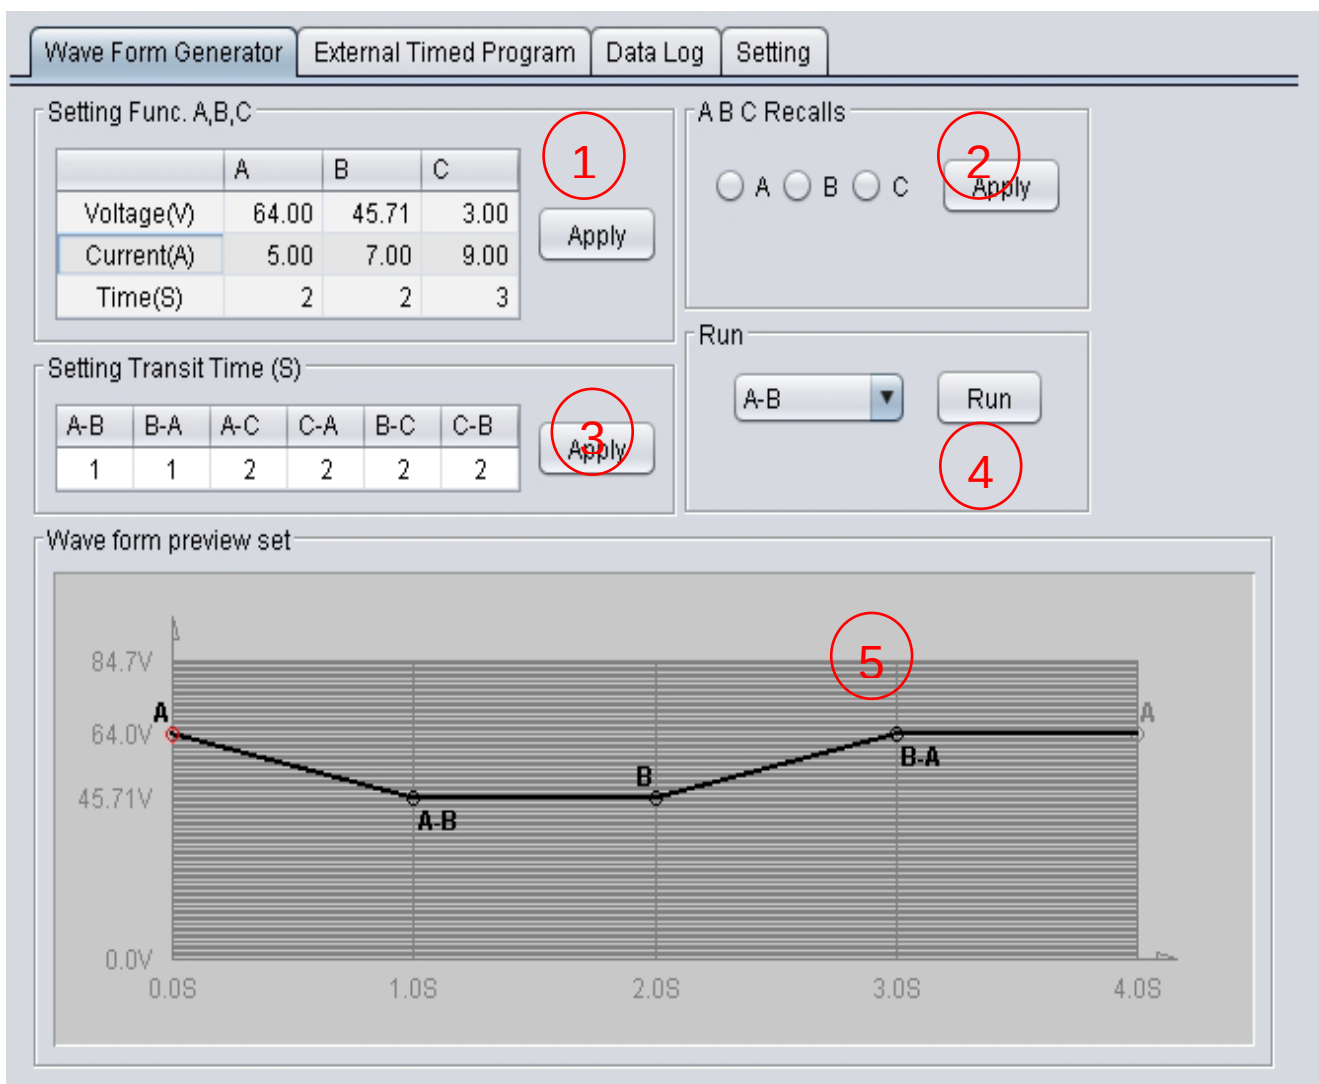 Wave Form Generator External Timed Program Data Log Setting
Setting Func. A,B,C
A B C
Voltage(V) 64.00 45.71 3.00
Current(A) 5.00 7.00 9.00
Time(S) 2 2 3
1
Apply
A B C Recalls
A B C Apply
2
Setting Transit Time (S)
A-B B-A A-C C-A B-C C-B
1 1 2 2 2 2
Apply
3
Run
A-B Run
4
Wave form preview set
5
84.7V
A A
64.0V
B-A
B
45.71V
A-B
0.0V
0.0S 1.0S 2.0S 3.0S 4.0S